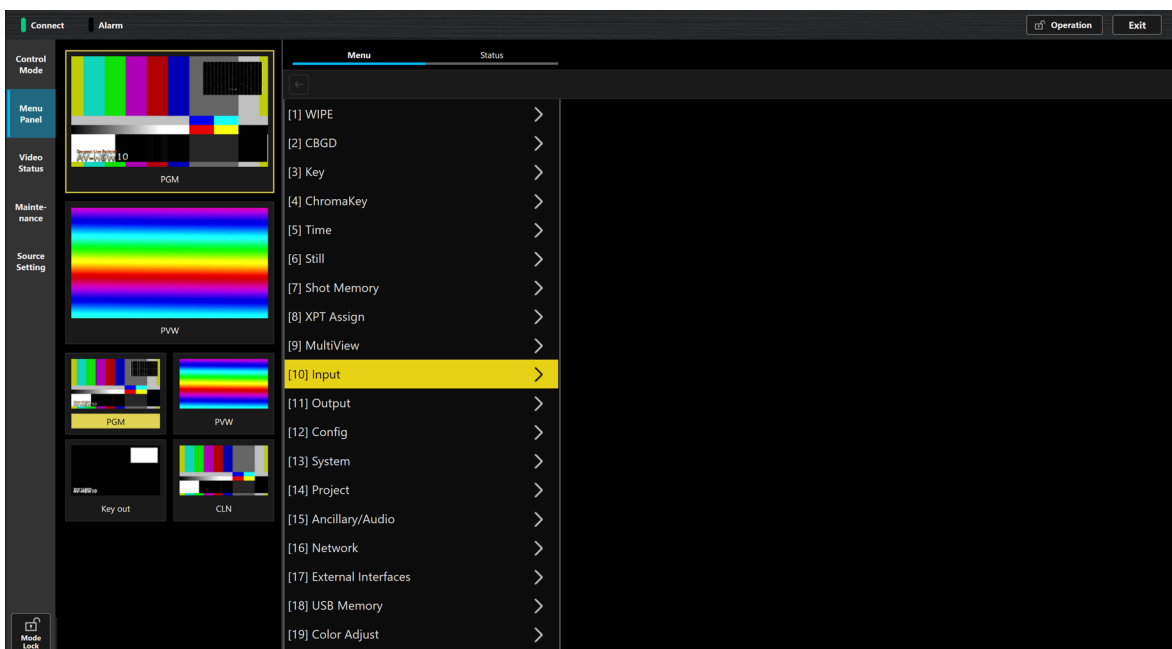 Connect
Alarm
Operation
Exit
Control
Mode
Menu
Panel
Video
Status
Mainte-
nance
Source
Setting
Mode
Lock
PGM
PVW
PGM
PVW
Key out
CLN
Menu
Status
[1] WIPE
[2] CBGD
[3] Key
[4] ChromaKey
[5] Time
[6] Still
[7] Shot Memory
[8] XPT Assign
[9] MultiView
[10] Input
[11] Output
[12] Config
[13] System
[14] Project
[15] Ancillary/Audio
[16] Network
[17] External Interfaces
[18] USB Memory
[19] Color Adjust